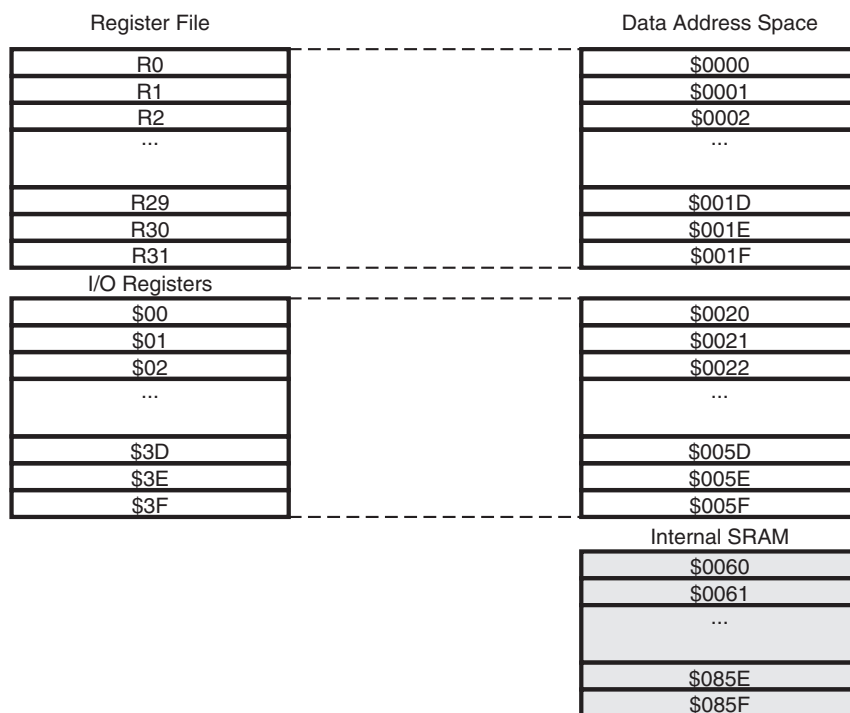 Register File Data Address Space
R0 $0000
R1 $0001
R2 $0002
... ...
R29 $001D
R30 $001E
R31 $001F
I/O Registers
$00 $0020
$01 $0021
$02 $0022
... ...
$3D $005D
$3E $005E
$3F $005F
Internal SRAM
$0060
$0061
...
$085E
$085F